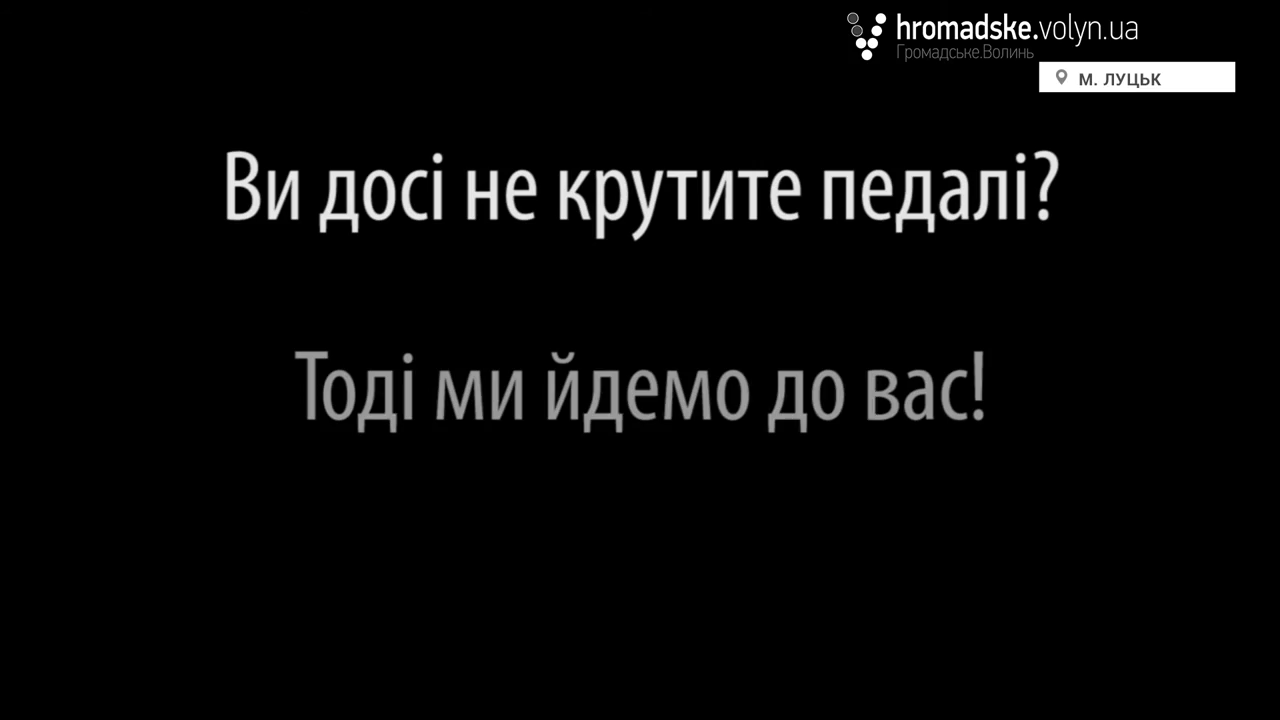 hromadske.volyn.ua
Громадське.Волинь
М. ЛУЦЬК
Ви досі не крутите педалі?
Тоді ми йдемо до вас!